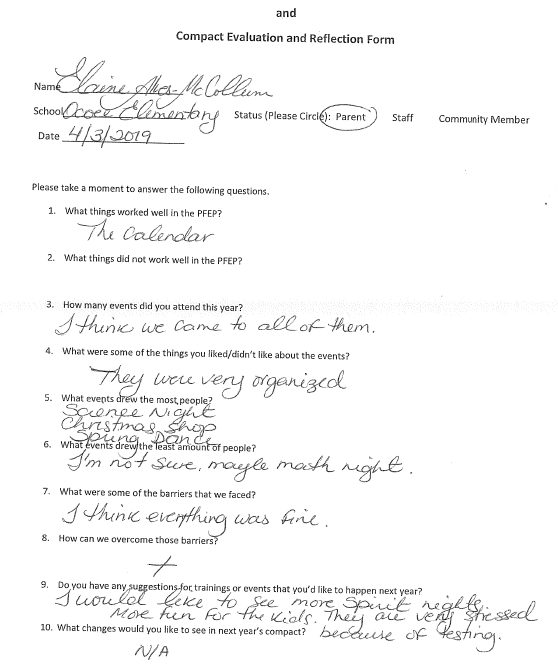 and
Compact Evaluation and Reflection Form
Name Elaine Akes-McCollum
School Ocoee Elementary Status (Please Circle): Parent Staff Community Member
Date 4/3/2019
Please take a moment to answer the following questions.
1. What things worked well in the PFEP?
The Calendar
2. What things did not work well in the PFEP?
3. How many events did you attend this year?
I think we came to all of them.
4. What were some of the things you liked/didn't like about the events?
They were very organized
5. What events drew the most people?
Science Night
Christmas Shop
Spring Dance
6. What events drew the least amount of people?
I'm not sure, maybe math night.
7. What were some of the barriers that we faced?
I think everything was fine.
8. How can we overcome those barriers?
9. Do you have any suggestions for trainings or events that you'd like to happen next year?
I would like to see more Spirit nights.
More fun for the kids. They are very stressed
10. What changes would you like to see in next year's compact? because of testing.
N/A